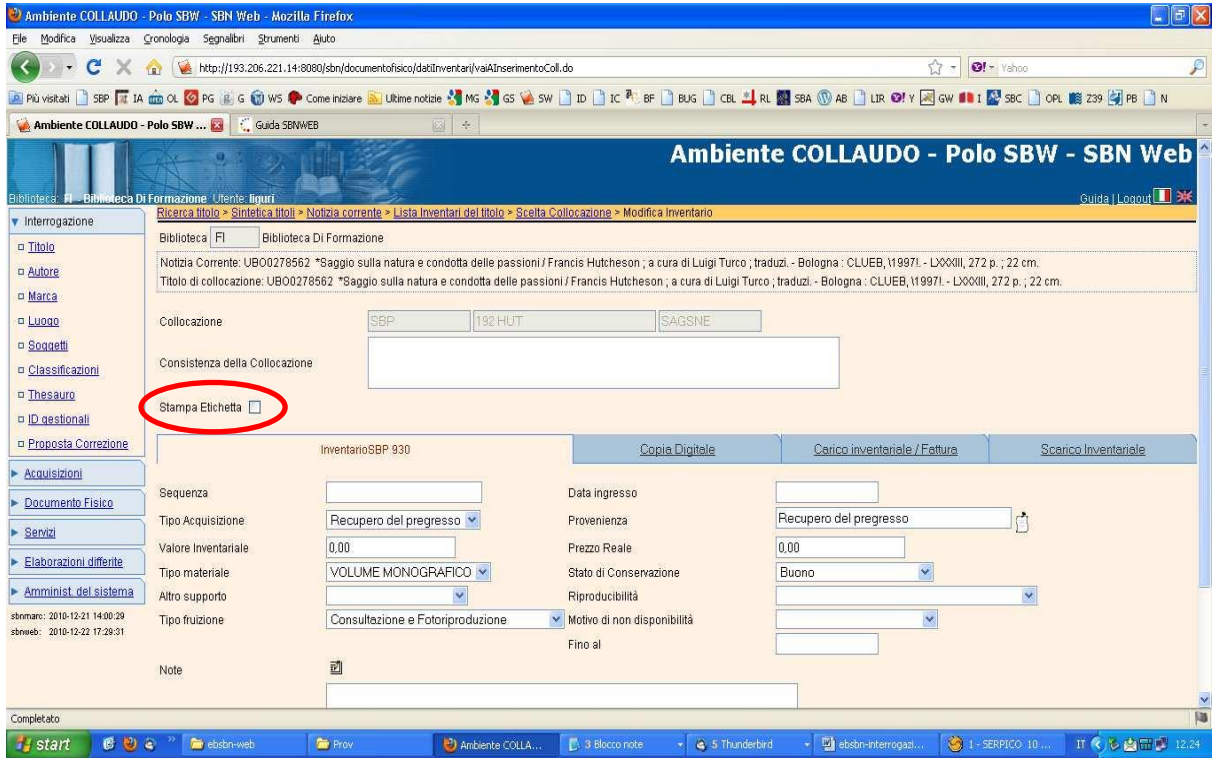 Ambiente COLLAUDO - Polo SBW - SBN Web - Mozilla Firefox
File Modifica Visualizza Cronologia Segnalibri Strumenti Aiuto
http://193.206.221.14:8080/sbn/documentofisico/datiInventari/vaiAInserimentoColl.do Yahoo
Più visitati SBP IA OL PG G WS Come iniziare Ultime notizie MG GS SW ID IC BF BUG CBL RL SBA AB LIR Y GW I SBC OPL Z39 PB N
Ambiente COLLAUDO - Polo SBW ... Guida SBNWEB
Ambiente COLLAUDO - Polo SBW - SBN Web
Biblioteca: FI - Biblioteca Di Formazione Utente: liguri Guida | Logout
Ricerca titolo > Sintetica titoli > Notizia corrente > Lista Inventari del titolo > Scelta Collocazione > Modifica Inventario
Interrogazione
Titolo
Autore
Marca
Luogo
Soggetti
Classificazioni
Thesauro
ID gestionali
Proposta Correzione
Acquisizioni
Documento Fisico
Servizi
Elaborazioni differite
Amminist. del sistema
sbnmarc: 2010-12-21 14:00:29
sbnweb: 2010-12-22 17:29:31
Biblioteca FI Biblioteca Di Formazione
Notizia Corrente: UBO0278562 *Saggio sulla natura e condotta delle passioni / Francis Hutcheson ; a cura di Luigi Turco ; traduzi. - Bologna : CLUEB, \1997!. - LXXXIII, 272 p. ; 22 cm.
Titolo di collocazione: UBO0278562 *Saggio sulla natura e condotta delle passioni / Francis Hutcheson ; a cura di Luigi Turco ; traduzi. - Bologna : CLUEB, \1997!. - LXXXIII, 272 p. ; 22 cm.
Collocazione SBP 192 HUT SAGSNE
Consistenza della Collocazione
Stampa Etichetta
InventarioSBP 930 Copia Digitale Carico inventariale / Fattura Scarico Inventariale
Sequenza Data ingresso
Tipo Acquisizione Recupero del pregresso Provenienza Recupero del pregresso
Valore Inventariale 0,00 Prezzo Reale 0,00
Tipo materiale VOLUME MONOGRAFICO Stato di Conservazione Buono
Altro supporto Riproducibilità
Tipo fruizione Consultazione e Fotoriproduzione Motivo di non disponibilità
Fino al
Note
Completato
start ebsbn-web Prov Ambiente COLLA... 3 Blocco note 5 Thunderbird ebsbn-interrogazi... 1 - SERPICO 10 ... IT 12.24